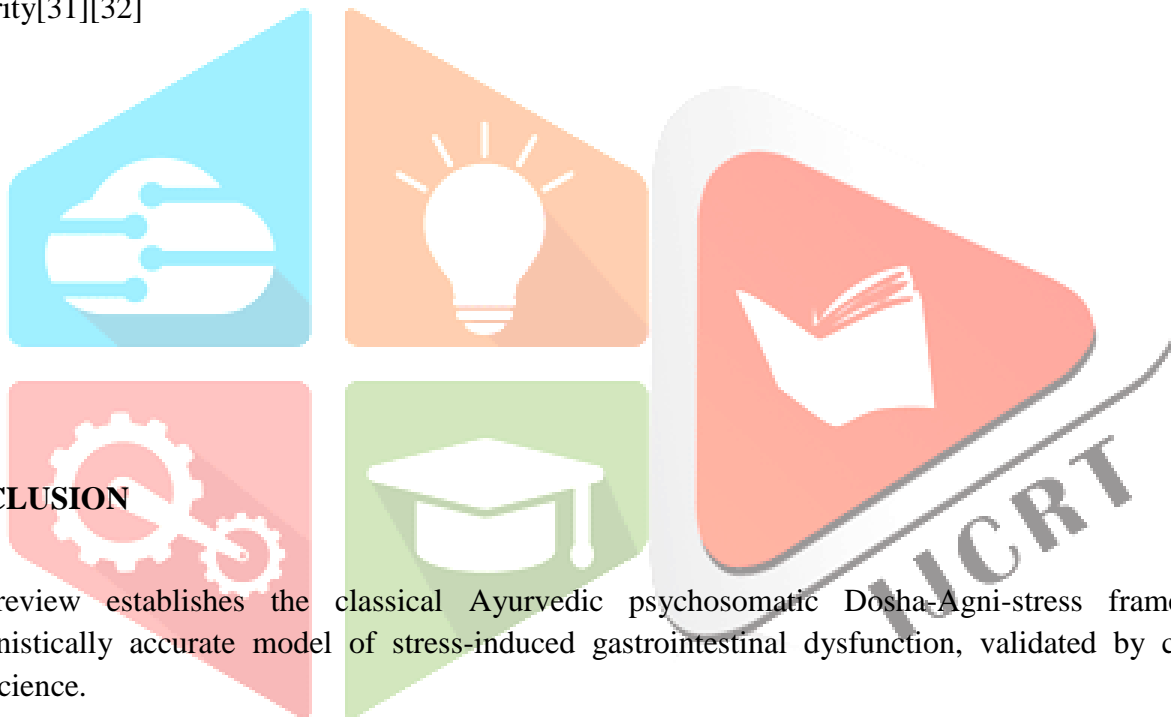 rity[31][32]
CLUSION
review establishes the classical Ayurvedic psychosomatic Dosha-Agni-stress frame
nistically accurate model of stress-induced gastrointestinal dysfunction, validated by c
cience.
IJCRT